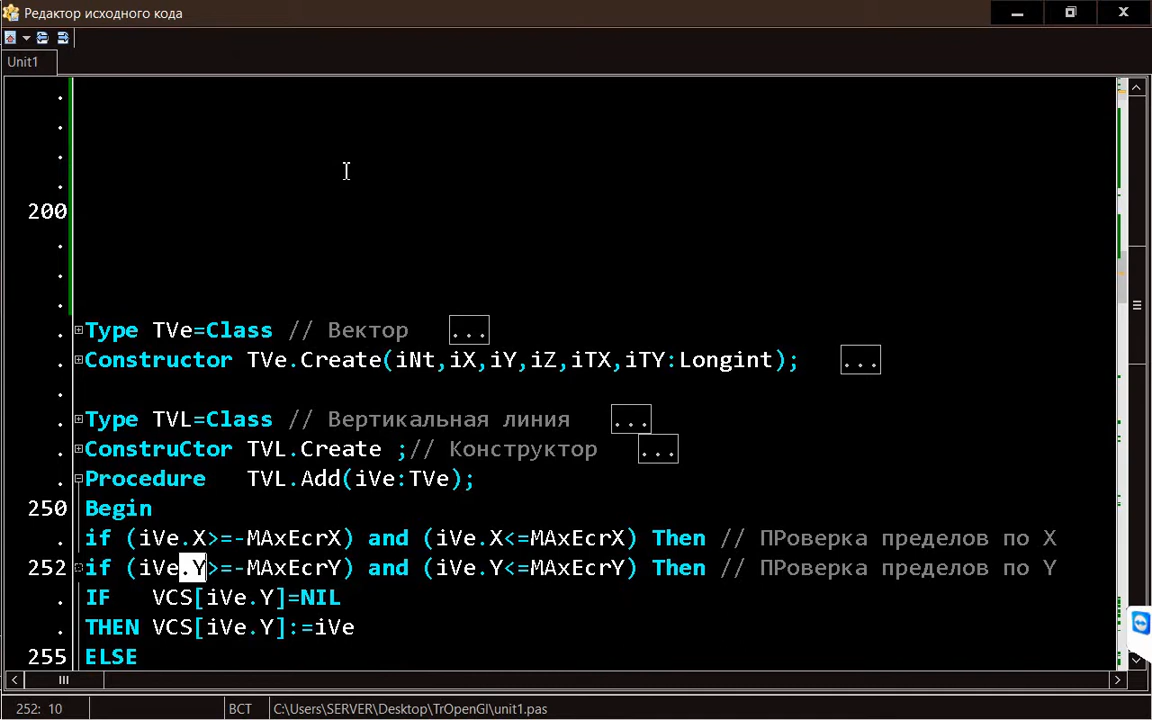 Редактор исходного кода
Unit1
200
Type TVe=Class // Вектор ...
Constructor TVe.Create(iNt,iX,iY,iZ,iTX,iTY:Longint); ...
Type TVL=Class // Вертикальная линия ...
ConstruCtor TVL.Create ;// Конструктор ...
Procedure TVL.Add(iVe:TVe);
250 Begin
if (iVe.X>=-MAxEcrX) and (iVe.X<=MAxEcrX) Then // ПРоверка пределов по X
252 if (iVe.Y>=-MAxEcrY) and (iVe.Y<=MAxEcrY) Then // ПРоверка пределов по Y
IF VCS[iVe.Y]=NIL
THEN VCS[iVe.Y]:=iVe
255 ELSE
252: 10 ВСТ C:\Users\SERVER\Desktop\TrOpenGl\unit1.pas